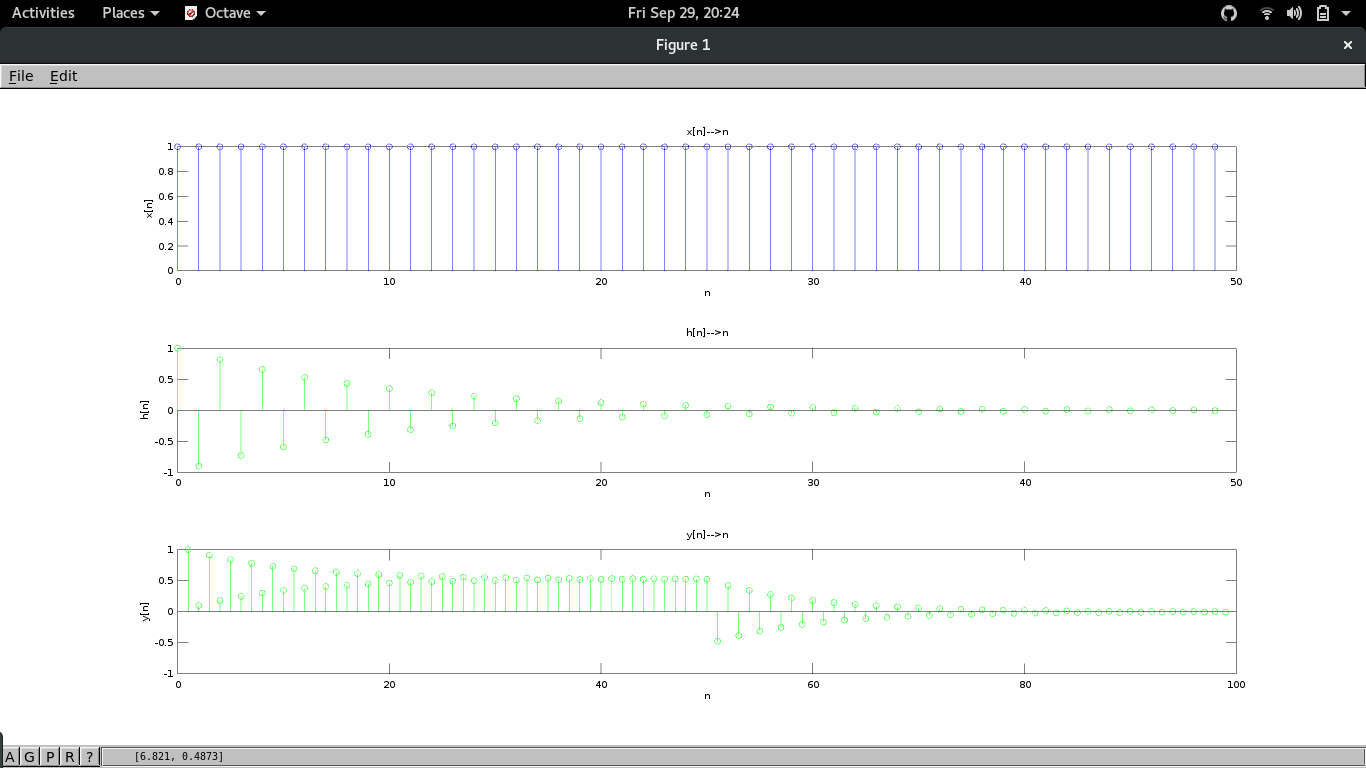 Activities Places Octave Fri Sep 29, 20:24
Figure 1 ×
File Edit
x[n]-->n
1
0.8
0.6
0.4
0.2
0
x[n]
0 10 20 30 40 50
n
h[n]-->n
1
0.5
0
-0.5
-1
h[n]
0 10 20 30 40 50
n
y[n]-->n
1
0.5
0
-0.5
-1
y[n]
0 20 40 60 80 100
n
A G P R ? [6.821, 0.4873]